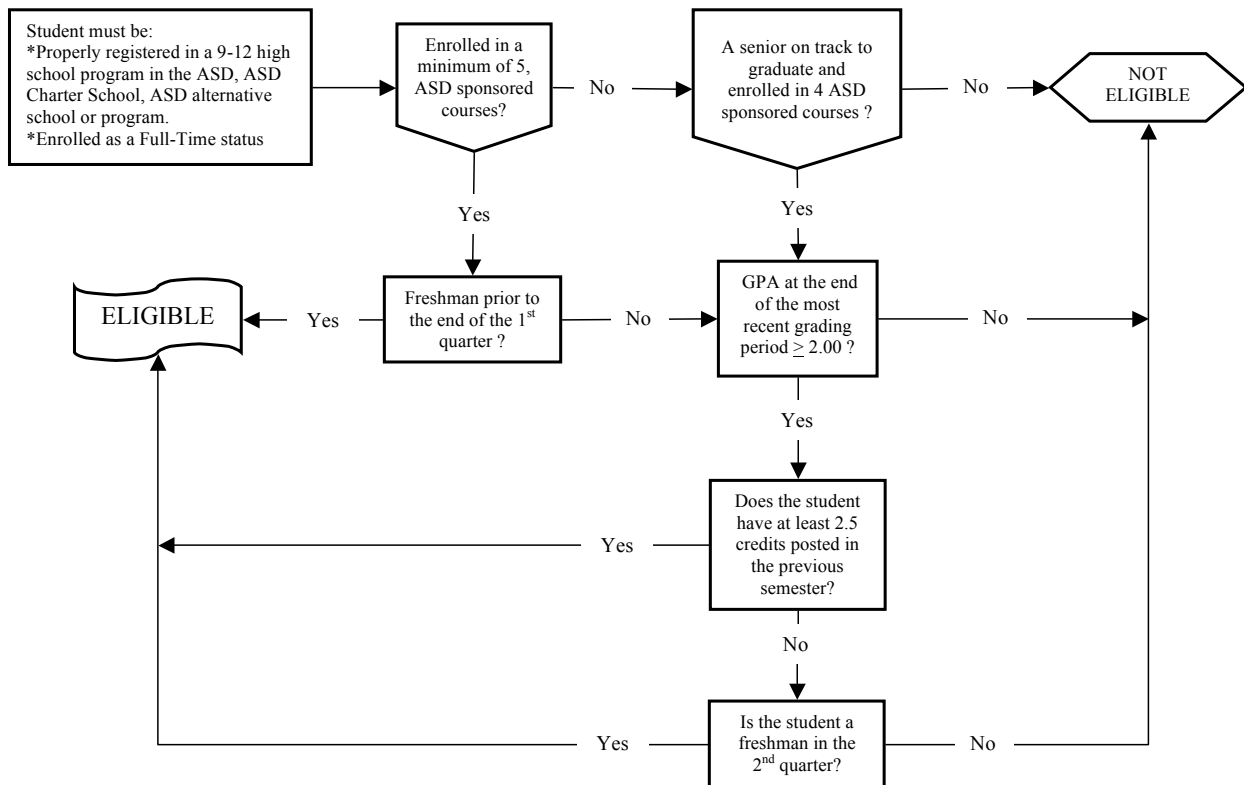 Student must be:
*Properly registered in a 9-12 high
school program in the ASD, ASD
Charter School, ASD alternative
school or program.
*Enrolled as a Full-Time status
Enrolled in a
minimum of 5,
ASD sponsored
courses?
No
A senior on track to
graduate and
enrolled in 4 ASD
sponsored courses ?
No
NOT
ELIGIBLE
Yes
Yes
ELIGIBLE
Yes
Freshman prior to
the end of the 1st
quarter ?
No
GPA at the end
of the most
recent grading
period ≥ 2.00 ?
No
Yes
Yes
Does the student
have at least 2.5
credits posted in
the previous
semester?
No
Yes
Is the student a
freshman in the
2nd quarter?
No